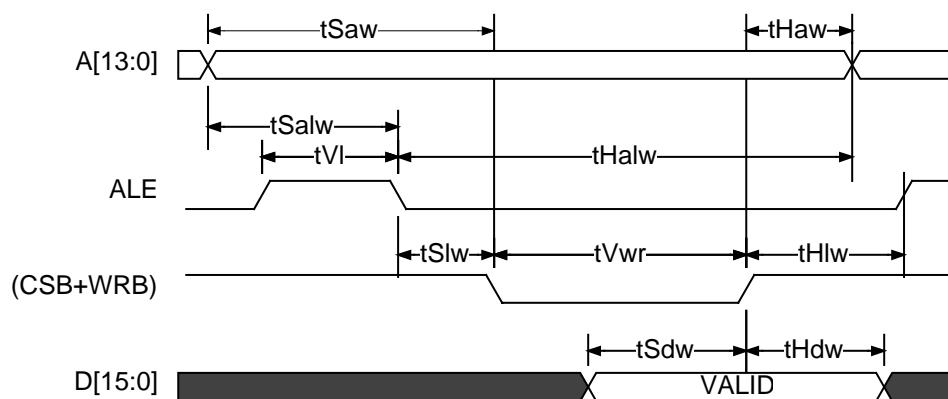 tSaw
tHaw
A[13:0]
tSalw
tVl
tHalw
ALE
tSlw
tVwr
tHlw
(CSB+WRB)
tSdw
tHdw
D[15:0]
VALID